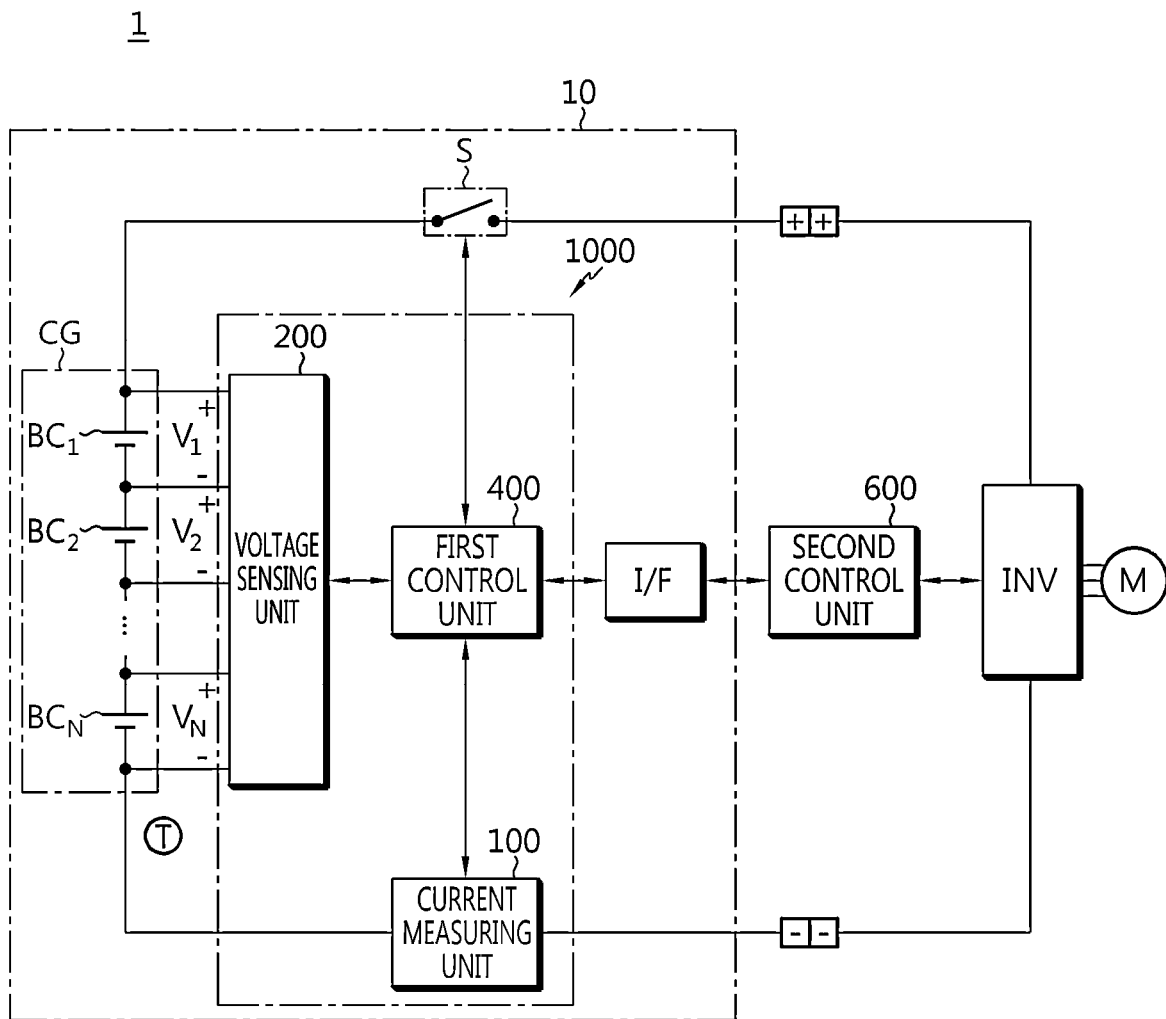 1
10
S
+ +
1000
CG
200
BC1
V1
+
-
BC2
V2
+
-
...
BCN
VN
+
-
VOLTAGE
SENSING
UNIT
400
FIRST
CONTROL
UNIT
I/F
600
SECOND
CONTROL
UNIT
INV
M
T
100
CURRENT
MEASURING
UNIT
- -